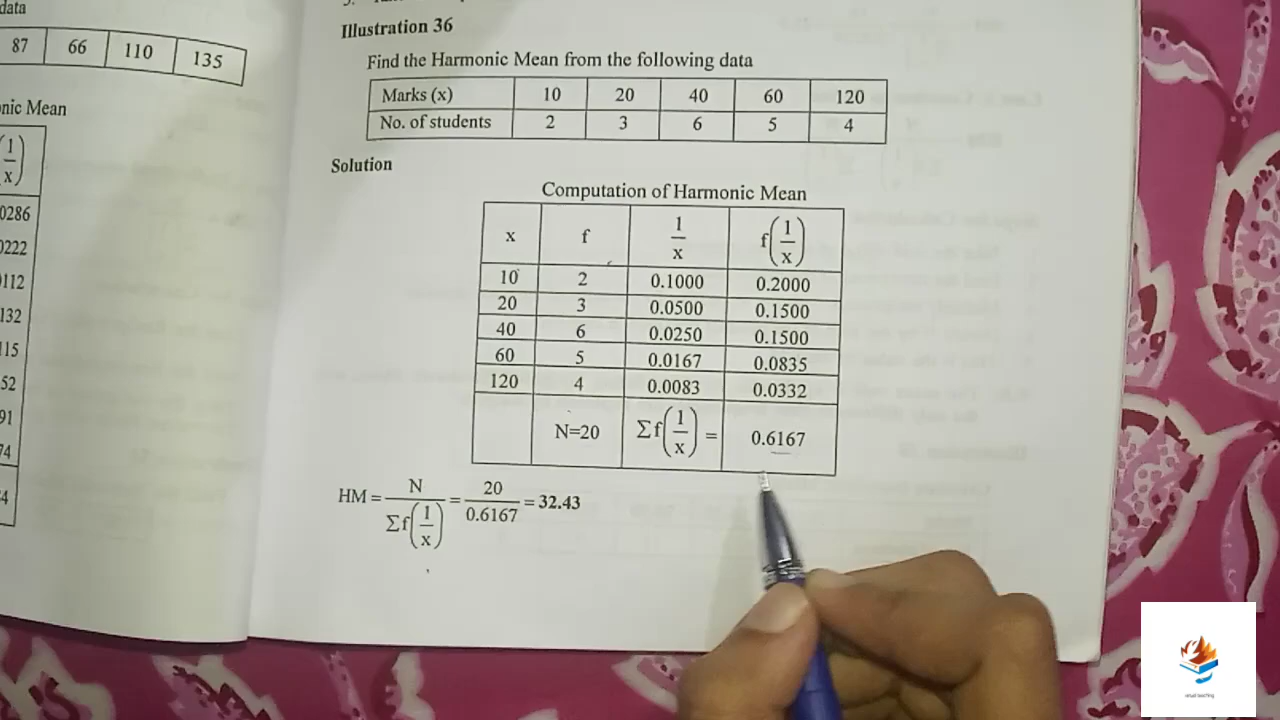 data
87 66 110 135
onic Mean
(1/x)
0286
0222
0112
132
115
52
91
74
4
Illustration 36
Find the Harmonic Mean from the following data
Marks (x) 10 20 40 60 120
No. of students 2 3 6 5 4
Solution
Computation of Harmonic Mean
x f 1/x f(1/x)
10 2 0.1000 0.2000
20 3 0.0500 0.1500
40 6 0.0250 0.1500
60 5 0.0167 0.0835
120 4 0.0083 0.0332
N=20 Σf(1/x) = 0.6167
HM = N/Σf(1/x) = 20/0.6167 = 32.43